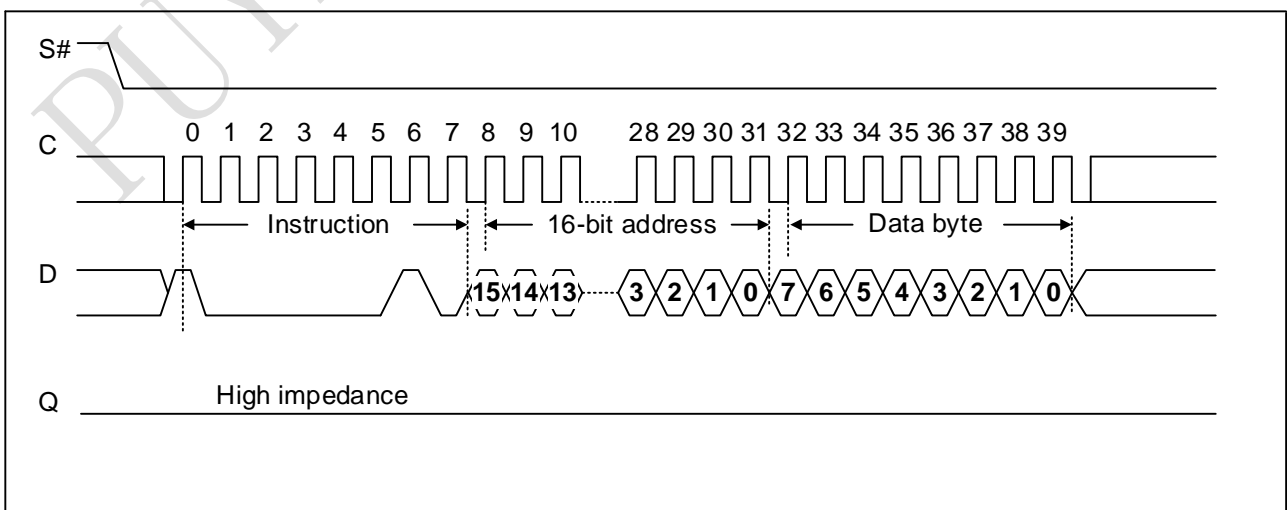 PUY
S#
0 1 2 3 4 5 6 7 8 9 10 28 29 30 31 32 33 34 35 36 37 38 39
C
Instruction 16-bit address Data byte
D
15 14 13 3 2 1 0 7 6 5 4 3 2 1 0
High impedance
Q